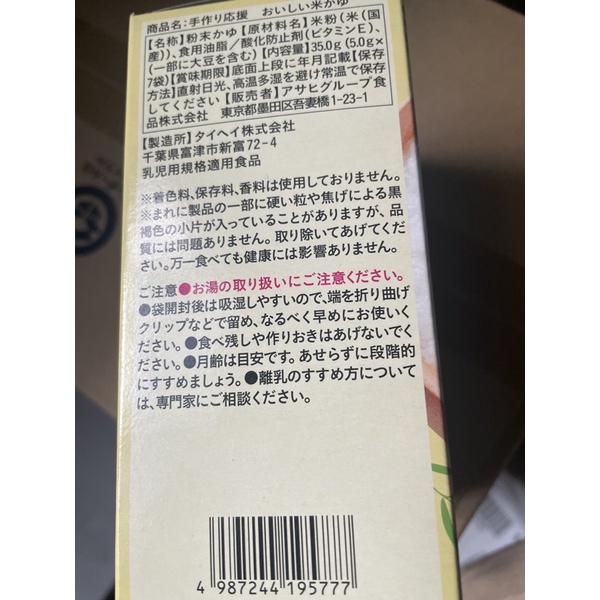 商品名:手作り応援 おいしい米かゆ
【名称】粉末かゆ【原材料名】米粉(米(国
産))、食用油脂/酸化防止剤(ビタミンE)、
(一部に大豆を含む)【内容量】35.0g(5.0g×
7袋)【賞味期限】底面上段に年月記載【保存
方法】直射日光、高温多湿を避け常温で保存
してください【販売者】アサヒグループ食
品株式会社 東京都墨田区吾妻橋1-23-1
【製造所】タイヘイ株式会社
千葉県富津市新富72-4
乳児用規格適用食品
※着色料、保存料、香料は使用しておりません。
※まれに製品の一部に硬い粒や焦げによる黒
褐色の小片が入っていることがありますが、品
質には問題ありません。取り除いてあげてくだ
さい。万一食べても健康には影響ありません。
ご注意●お湯の取り扱いにご注意ください。
●袋開封後は吸湿しやすいので、端を折り曲げ
クリップなどで留め、なるべく早めにお使いく
ださい。●食べ残しや作りおきはあげないでく
ださい。●月齢は目安です。あせらずに段階的
にすすめましょう。●離乳のすすめ方について
は、専門家にご相談ください。
4 987244 195777